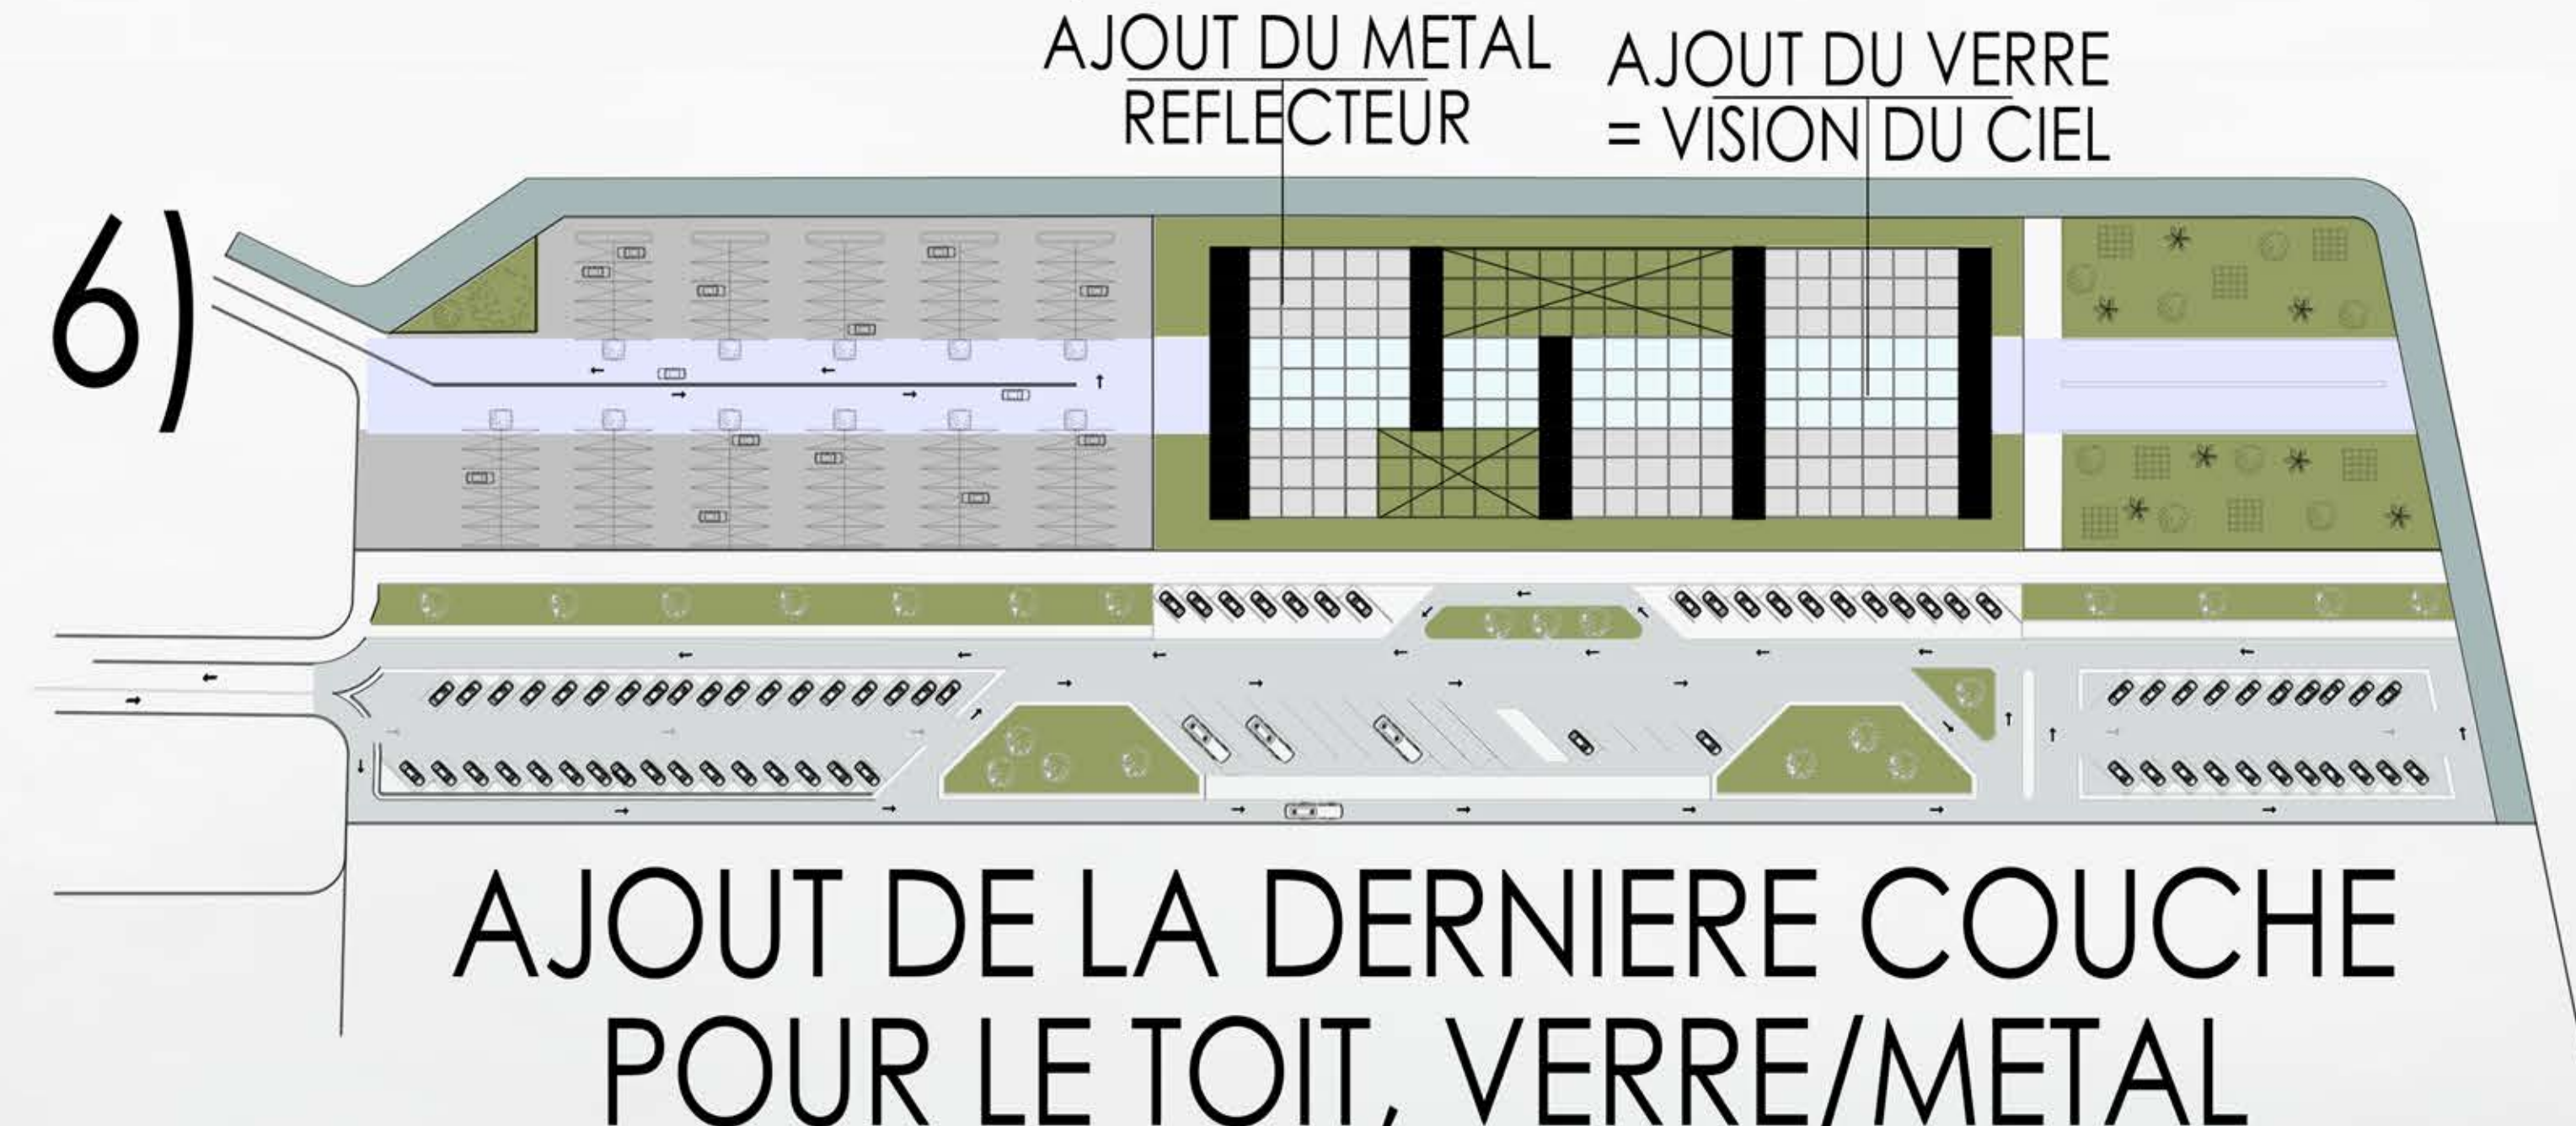 AJOUT DU METAL
REFLECTEUR
AJOUT DU VERRE
= VISION DU CIEL
6)
AJOUT DE LA DERNIERE COUCHE
POUR LE TOIT, VERRE/METAL